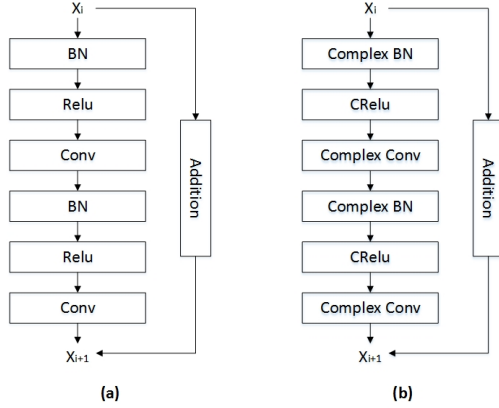 Xi
BN
Relu
Conv
BN
Relu
Conv
Addition
Xi+1
(a)
Xi
Complex BN
CRelu
Complex Conv
Complex BN
CRelu
Complex Conv
Addition
Xi+1
(b)